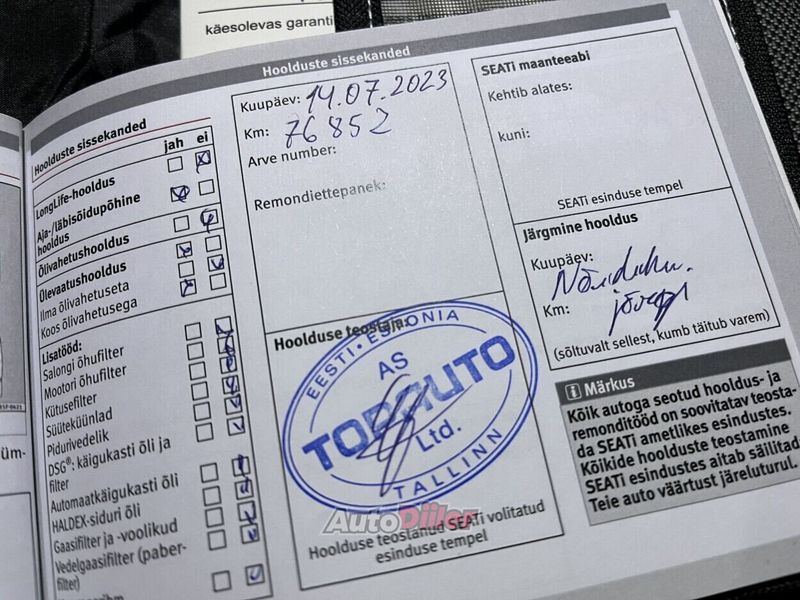 käesolevas garanti
Hoolduste sissekanded
Hoolduste sissekanded
jah ei
LongLife-hooldus
Aja-/läbisõidupõhine
hooldus
Õlivahetushooldus
Ülevaatushooldus
Ilma õlivahetuseta
Koos õlivahetusega
Lisatööd:
Salongi õhufilter
Mootori õhufilter
Kütusefilter
Süüteküünlad
Pidurivedelik
DSG®: käigukasti õli ja
filter
Automaatkäigukasti õli
HALDEX-siduri õli
Gaasifilter ja -voolikud
Vedelgaasifilter (paber-
filter)
Kuupäev: 14.07.2023
Km: 76852
Arve number:
Remondiettepanek:
Hoolduse teostaja:
EESTI · ESTONIA
AS
TOPAUTO
Ltd.
TALLINN
AutoDiiler
Hoolduse teostanud SEATi volitatud
esinduse tempel
SEATi maanteeabi
Kehtib alates:
kuni:
SEATi esinduse tempel
Järgmine hooldus
Kuupäev:
Km:
(sõltuvalt sellest, kumb täitub varem)
Märkus
Kõik autoga seotud hooldus- ja
remonditööd on soovitatav teosta-
da SEATi ametlikes esindustes.
Kõikide hoolduste teostamine
SEATi esindustes aitab säilitada
Teie auto väärtust järelturul.